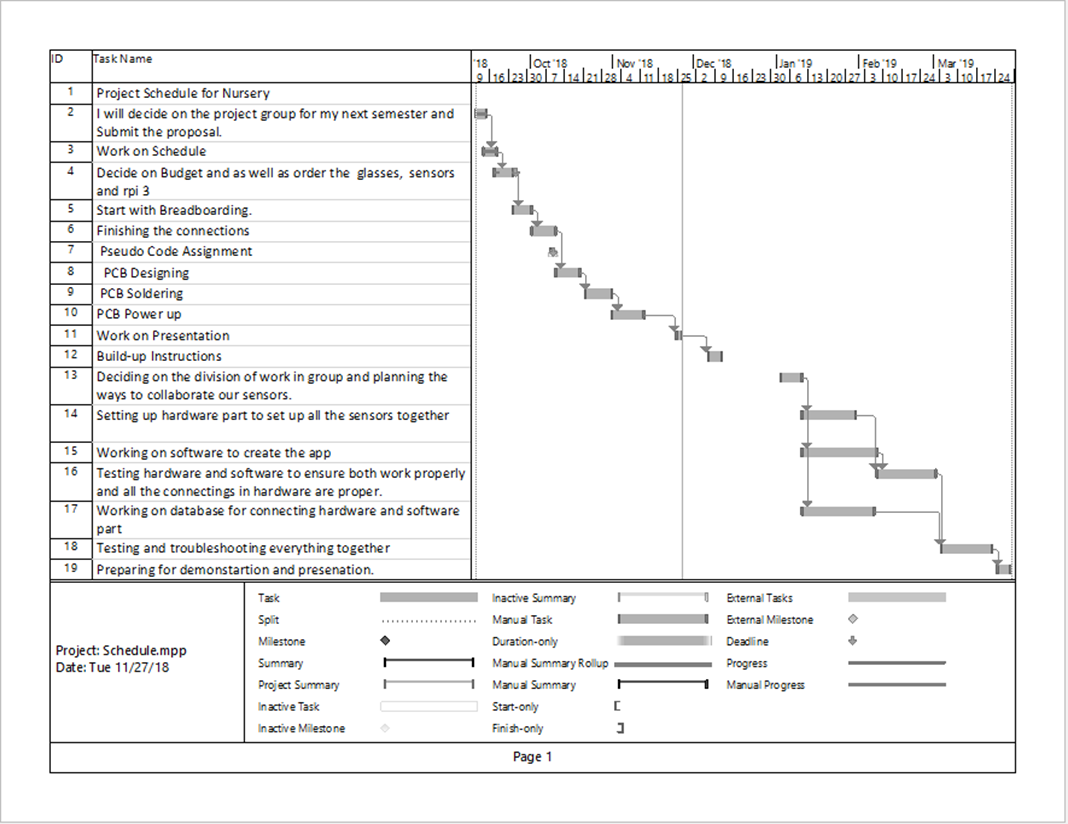 ID Task Name '18 Oct '18 Nov '18 Dec '18 Jan '19 Feb '19 Mar '19
9 16 23 30 7 14 21 28 4 11 18 25 2 9 16 23 30 6 13 20 27 3 10 17 24 3 10 17 24
1 Project Schedule for Nursery
2 I will decide on the project group for my next semester and
Submit the proposal.
3 Work on Schedule
4 Decide on Budget and as well as order the glasses, sensors
and rpi 3
5 Start with Breadboarding.
6 Finishing the connections
7 Pseudo Code Assignment
8 PCB Designing
9 PCB Soldering
10 PCB Power up
11 Work on Presentation
12 Build-up Instructions
13 Deciding on the division of work in group and planning the
ways to collaborate our sensors.
14 Setting up hardware part to set up all the sensors together
15 Working on software to create the app
16 Testing hardware and software to ensure both work properly
and all the connectings in hardware are proper.
17 Working on database for connecting hardware and software
part
18 Testing and troubleshooting everything together
19 Preparing for demonstartion and presenation.
Project: Schedule.mpp
Date: Tue 11/27/18
Task
Split
Milestone
Summary
Project Summary
Inactive Task
Inactive Milestone
Inactive Summary
Manual Task
Duration-only
Manual Summary Rollup
Manual Summary
Start-only
Finish-only
External Tasks
External Milestone
Deadline
Progress
Manual Progress
Page 1